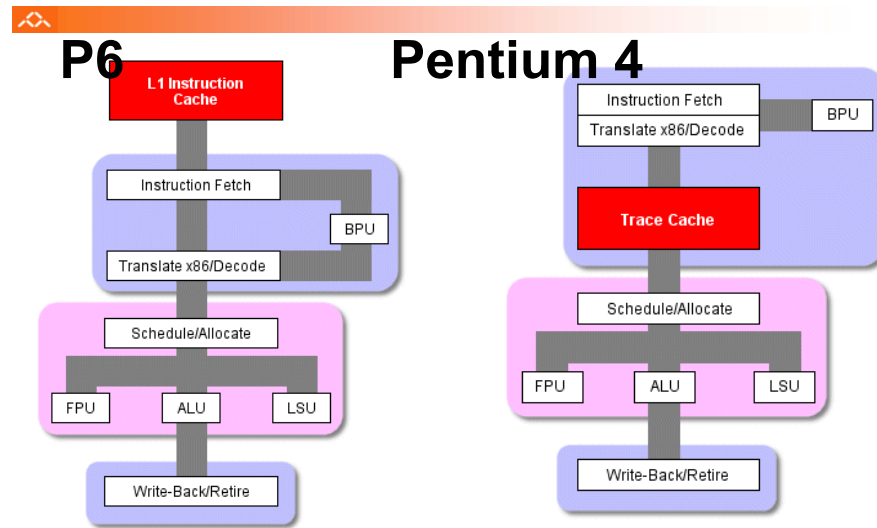 P6
Pentium 4
L1 Instruction
Cache
Instruction Fetch
BPU
Translate x86/Decode
Schedule/Allocate
FPU ALU LSU
Write-Back/Retire
Instruction Fetch
Translate x86/Decode
BPU
Trace Cache
Schedule/Allocate
FPU ALU LSU
Write-Back/Retire